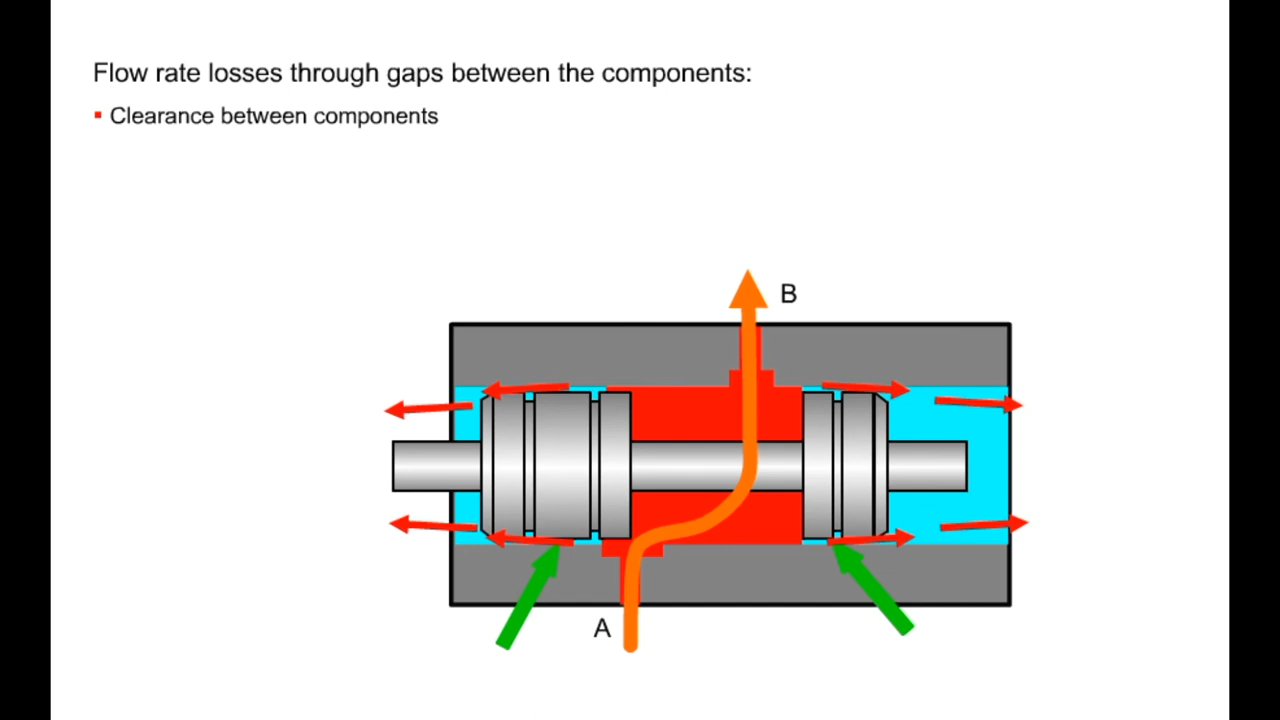 Flow rate losses through gaps between the components:
▪ Clearance between components
B
A